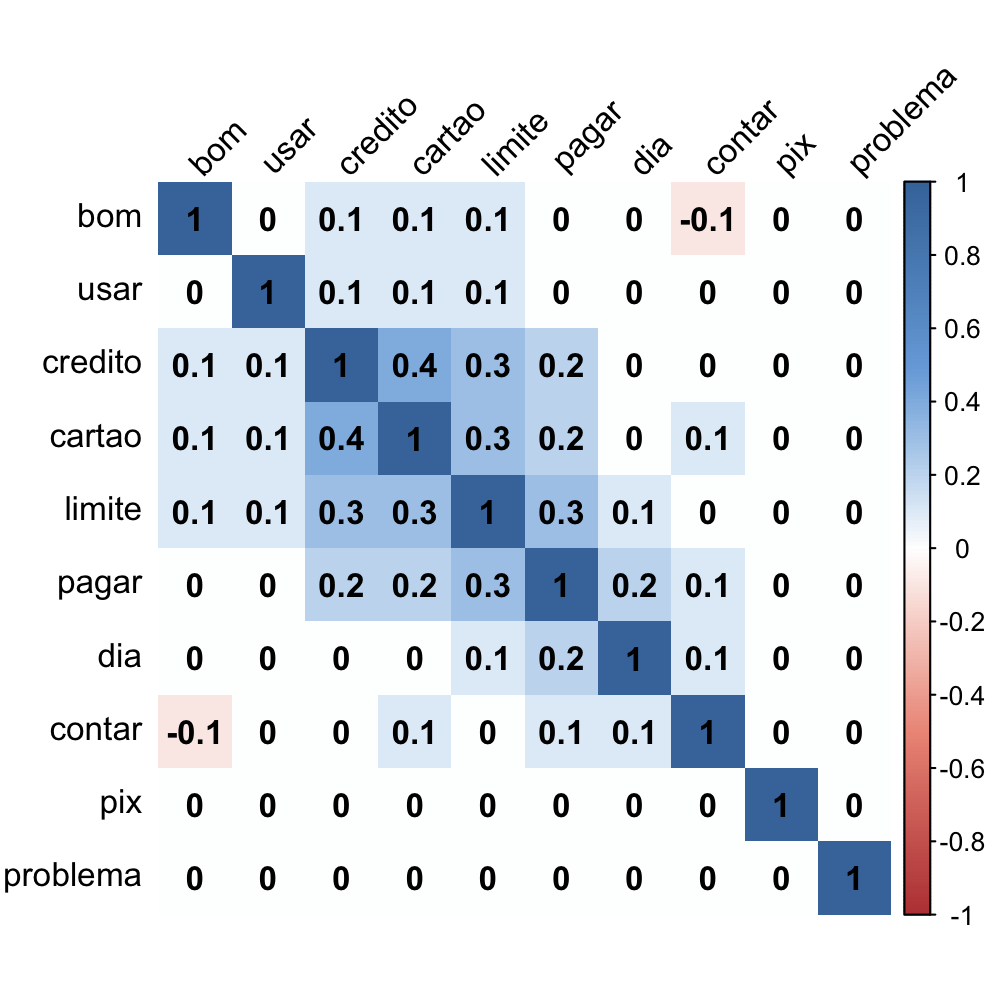 bom usar credito cartao limite pagar dia contar pix problema
bom 1 0 0.1 0.1 0.1 0 0 -0.1 0 0
usar 0 1 0.1 0.1 0.1 0 0 0 0 0
credito 0.1 0.1 1 0.4 0.3 0.2 0 0 0 0
cartao 0.1 0.1 0.4 1 0.3 0.2 0 0.1 0 0
limite 0.1 0.1 0.3 0.3 1 0.3 0.1 0 0 0
pagar 0 0 0.2 0.2 0.3 1 0.2 0.1 0 0
dia 0 0 0 0 0.1 0.2 1 0.1 0 0
contar -0.1 0 0 0.1 0 0.1 0.1 1 0 0
pix 0 0 0 0 0 0 0 0 1 0
problema 0 0 0 0 0 0 0 0 0 1
1
0.8
0.6
0.4
0.2
0
-0.2
-0.4
-0.6
-0.8
-1